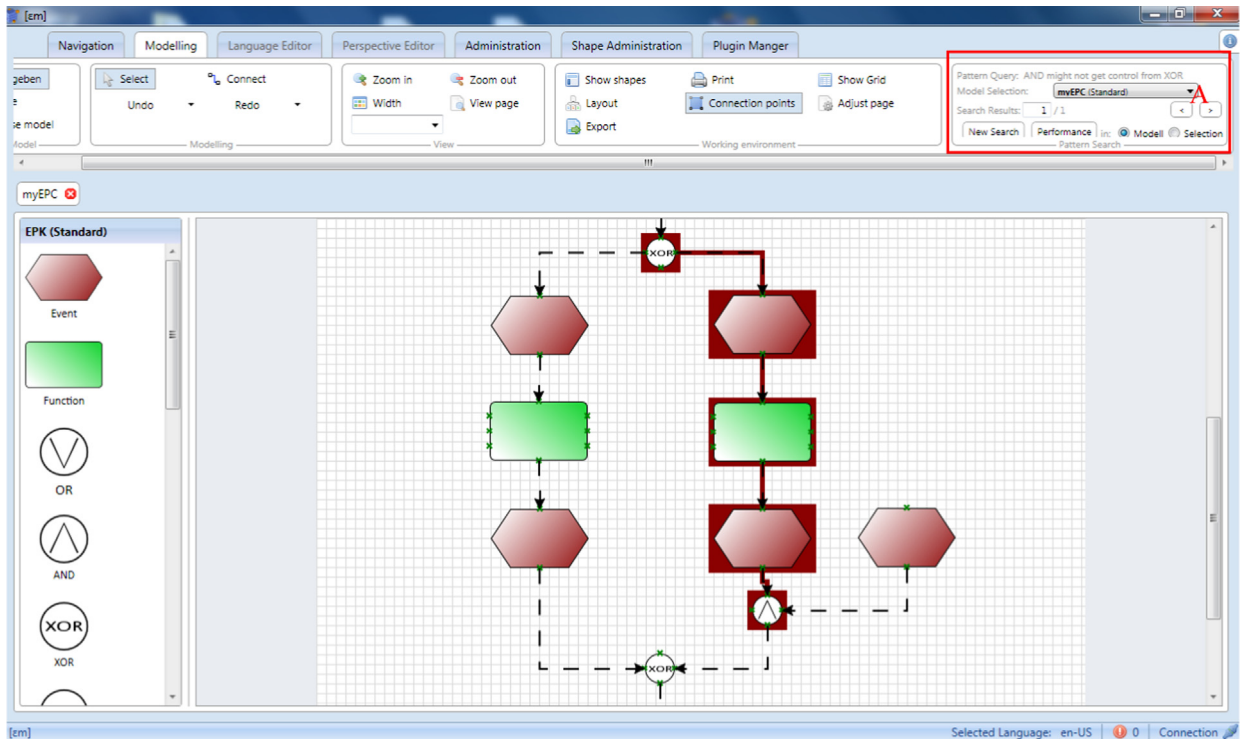 [εm]
Navigation Modelling Language Editor Perspective Editor Administration Shape Administration Plugin Manger
geben Select Connect Zoom in Zoom out Show shapes Print Show Grid Pattern Query: AND might not get control from XOR
e Undo Redo Width View page Layout Connection points Adjust page Model Selection: myEPC (Standard) A
se model Export Search Results: 1 / 1 < >
New Search Performance in: Modell Selection
Model Modelling View Working environment Pattern Search
myEPC
EPK (Standard)
Event
Function
OR
AND
XOR
XOR
XOR
XOR
[εm] Selected Language: en-US 0 Connection